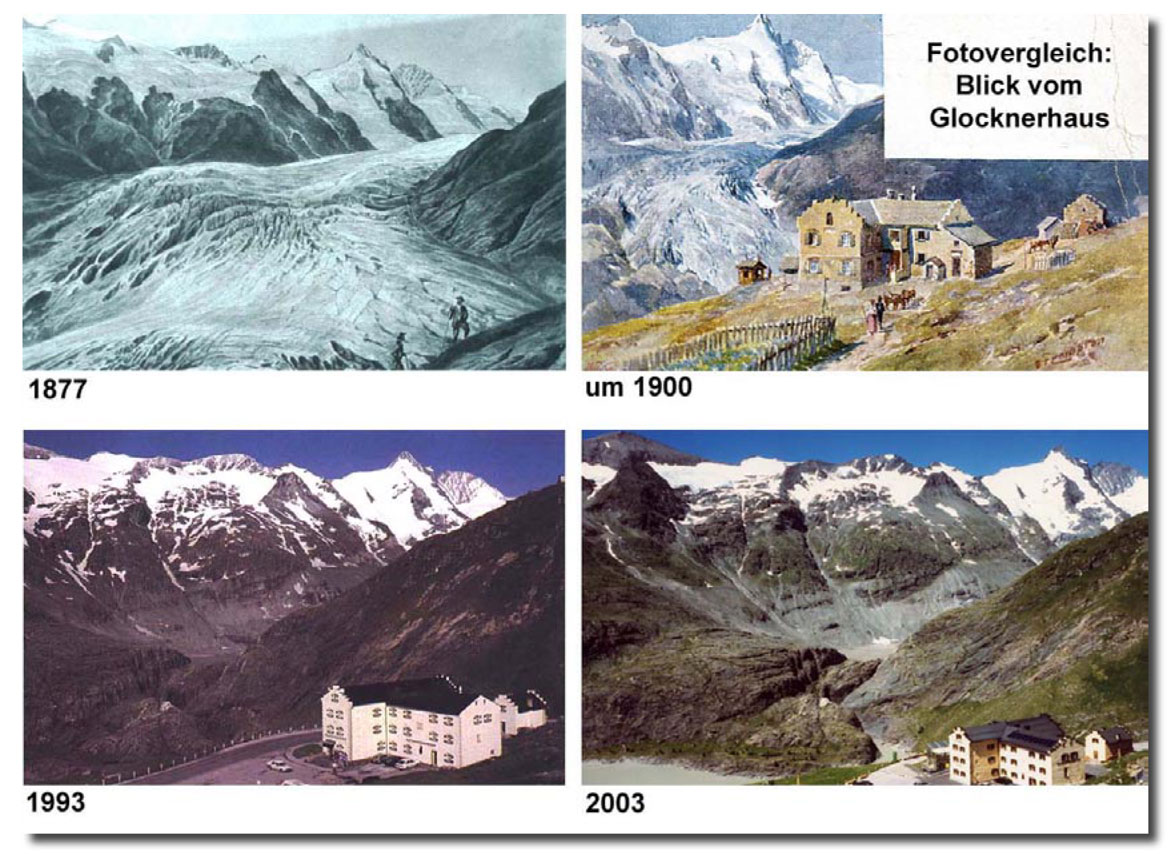 Fotovergleich:
Blick vom
Glocknerhaus
1877
um 1900
1993
2003